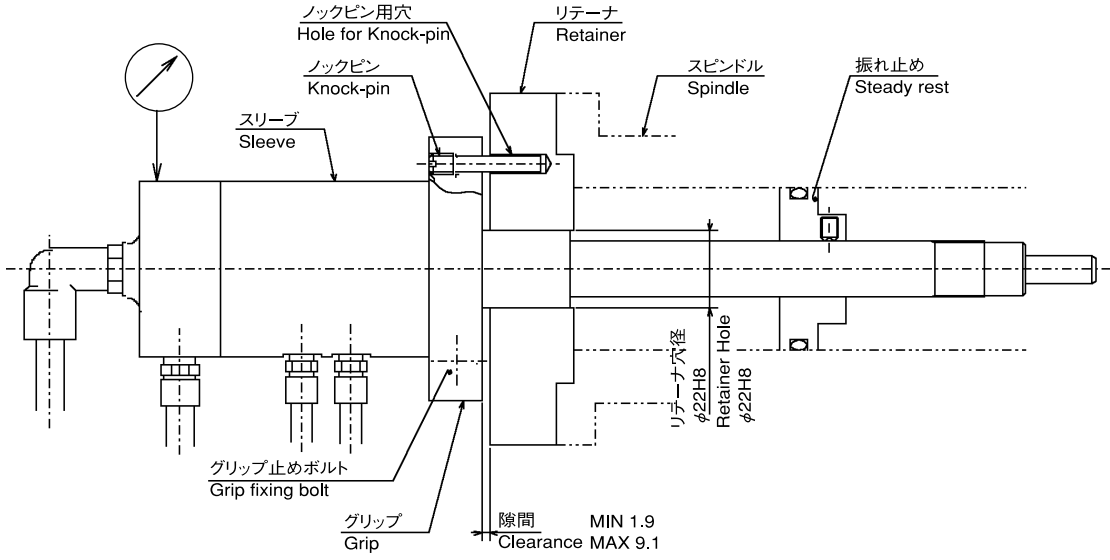 ノックピン用穴
Hole for Knock-pin
リテーナ
Retainer
ノックピン
Knock-pin
スピンドル
Spindle
振れ止め
Steady rest
スリーブ
Sleeve
リテーナ穴径
φ22H8
Retainer Hole
φ22H8
グリップ止めボルト
Grip fixing bolt
グリップ
Grip
隙間 MIN 1.9
Clearance MAX 9.1